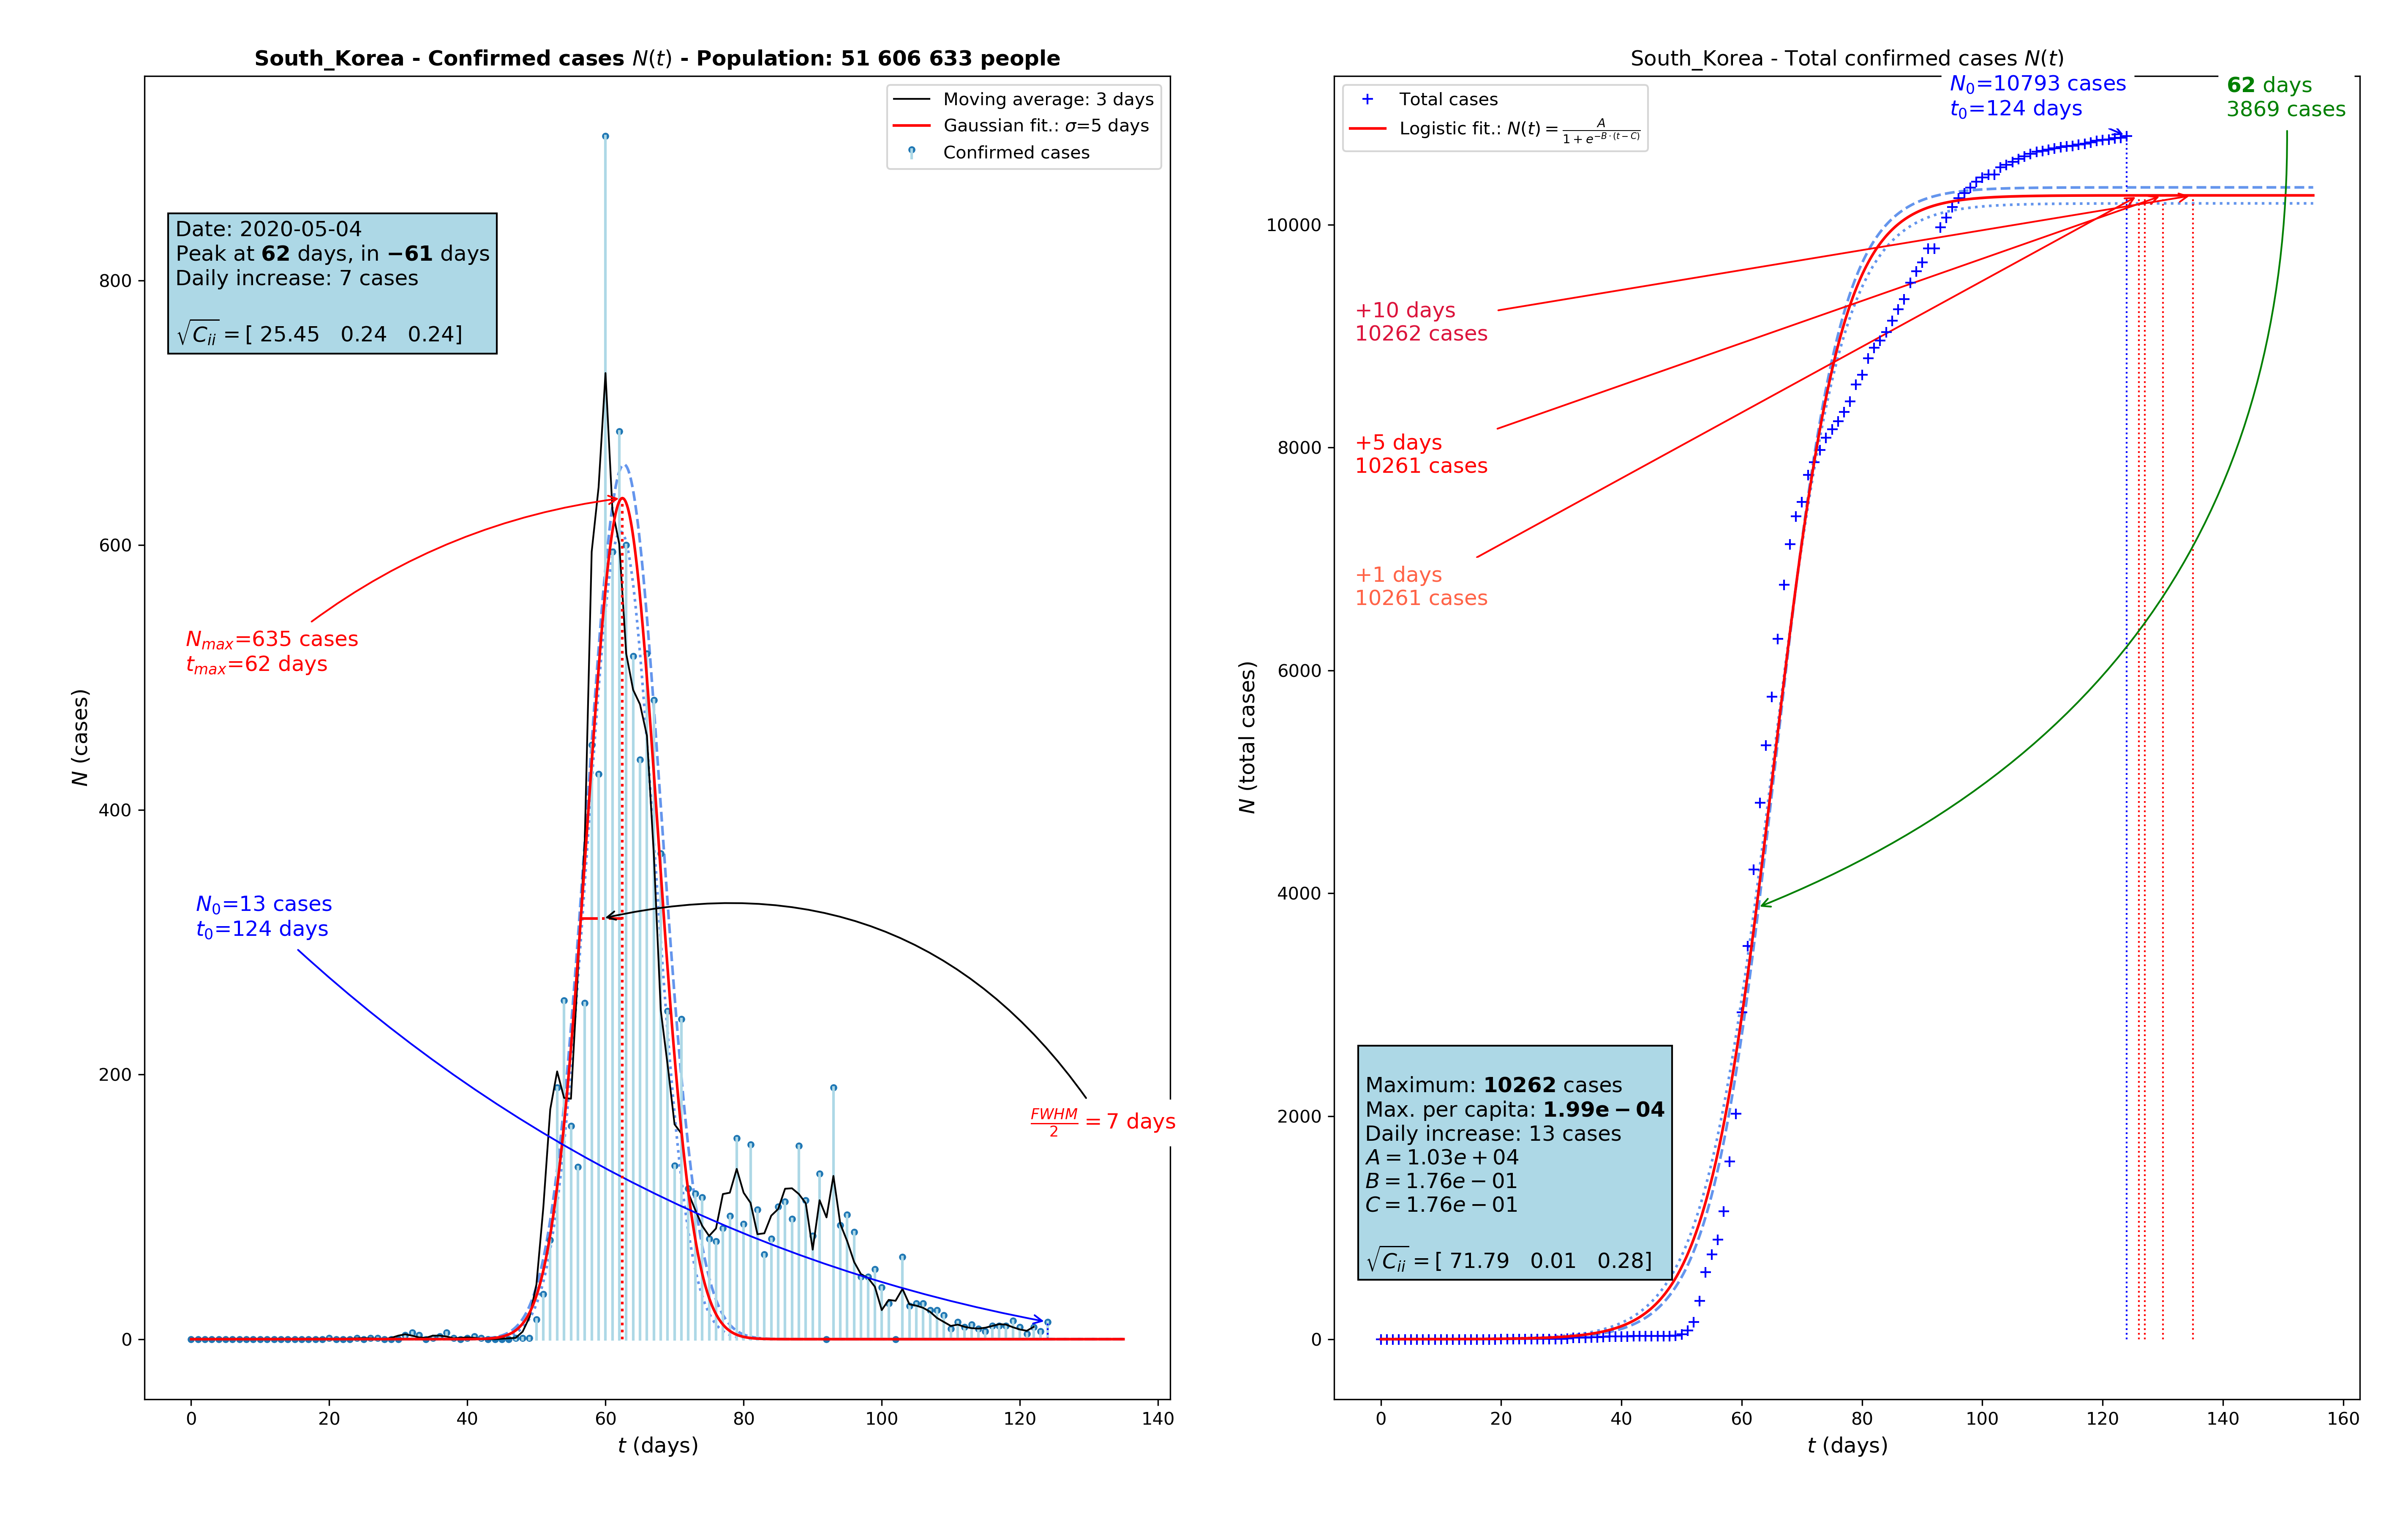 South_Korea - Confirmed cases N(t) - Population: 51 606 633 people
Moving average: 3 days
Gaussian fit.: σ=5 days
Confirmed cases
Date: 2020-05-04
Peak at 62 days, in −61 days
Daily increase: 7 cases
√C_ii = [ 25.45 0.24 0.24]
N_max=635 cases
t_max=62 days
N_0=13 cases
t_0=124 days
FWHM/2 = 7 days
N (cases)
800
600
400
200
0
0 20 40 60 80 100 120 140
t (days)
South_Korea - Total confirmed cases N(t)
Total cases
Logistic fit.: N(t) = A/(1 + e^{−B·(t−C)})
N_0=10793 cases
t_0=124 days
62 days
3869 cases
+10 days
10262 cases
+5 days
10261 cases
+1 days
10261 cases
Maximum: 10262 cases
Max. per capita: 1.99e − 04
Daily increase: 13 cases
A = 1.03e + 04
B = 1.76e − 01
C = 1.76e − 01
√C_ii = [ 71.79 0.01 0.28]
N (total cases)
10000
8000
6000
4000
2000
0
0 20 40 60 80 100 120 140 160
t (days)